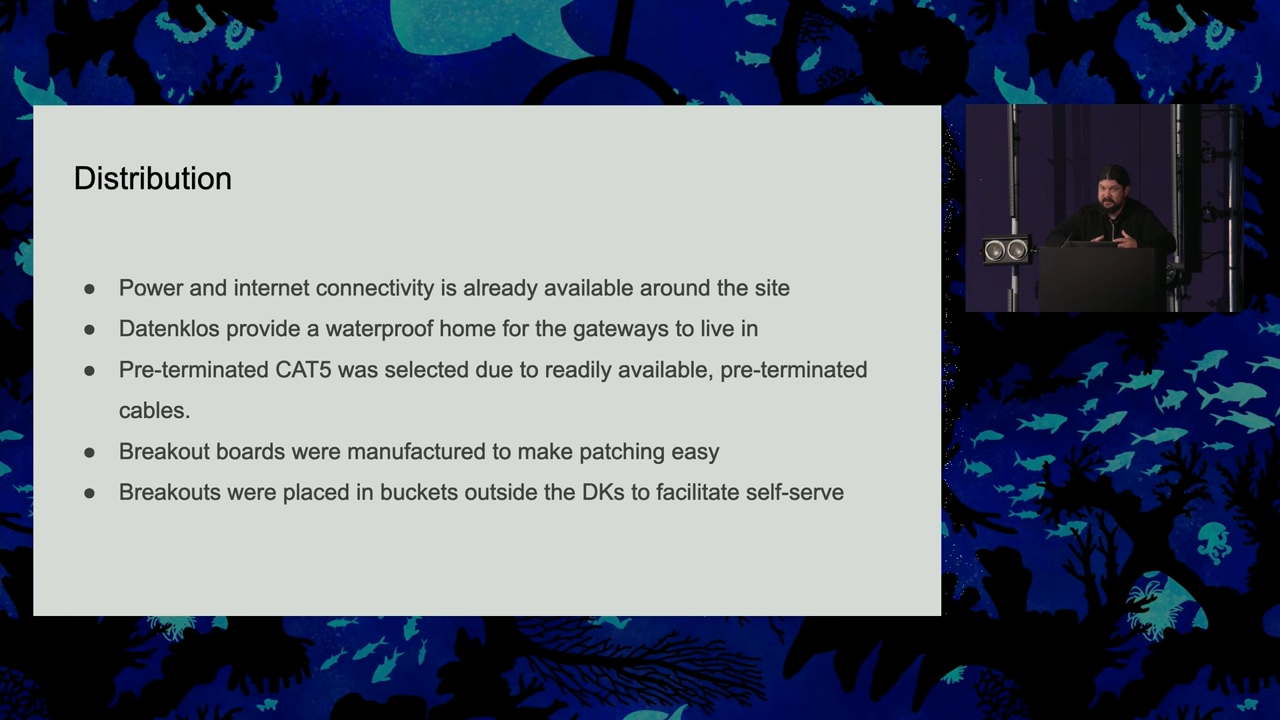 Distribution
● Power and internet connectivity is already available around the site
● Datenklos provide a waterproof home for the gateways to live in
● Pre-terminated CAT5 was selected due to readily available, pre-terminated
cables.
● Breakout boards were manufactured to make patching easy
● Breakouts were placed in buckets outside the DKs to facilitate self-serve